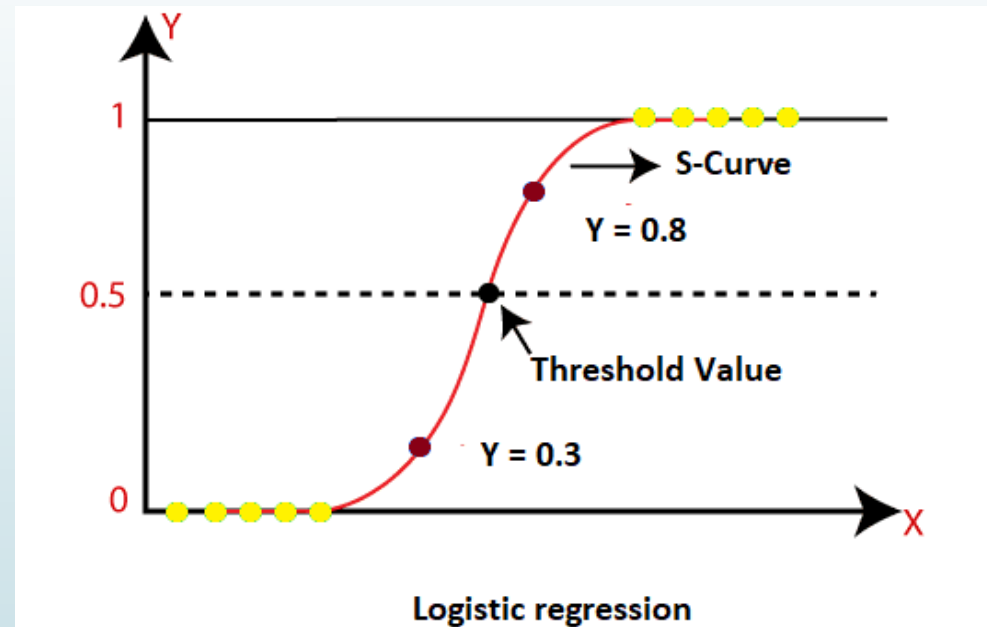 Y
1
S-Curve
Y = 0.8
0.5
Threshold Value
Y = 0.3
0
X
Logistic regression